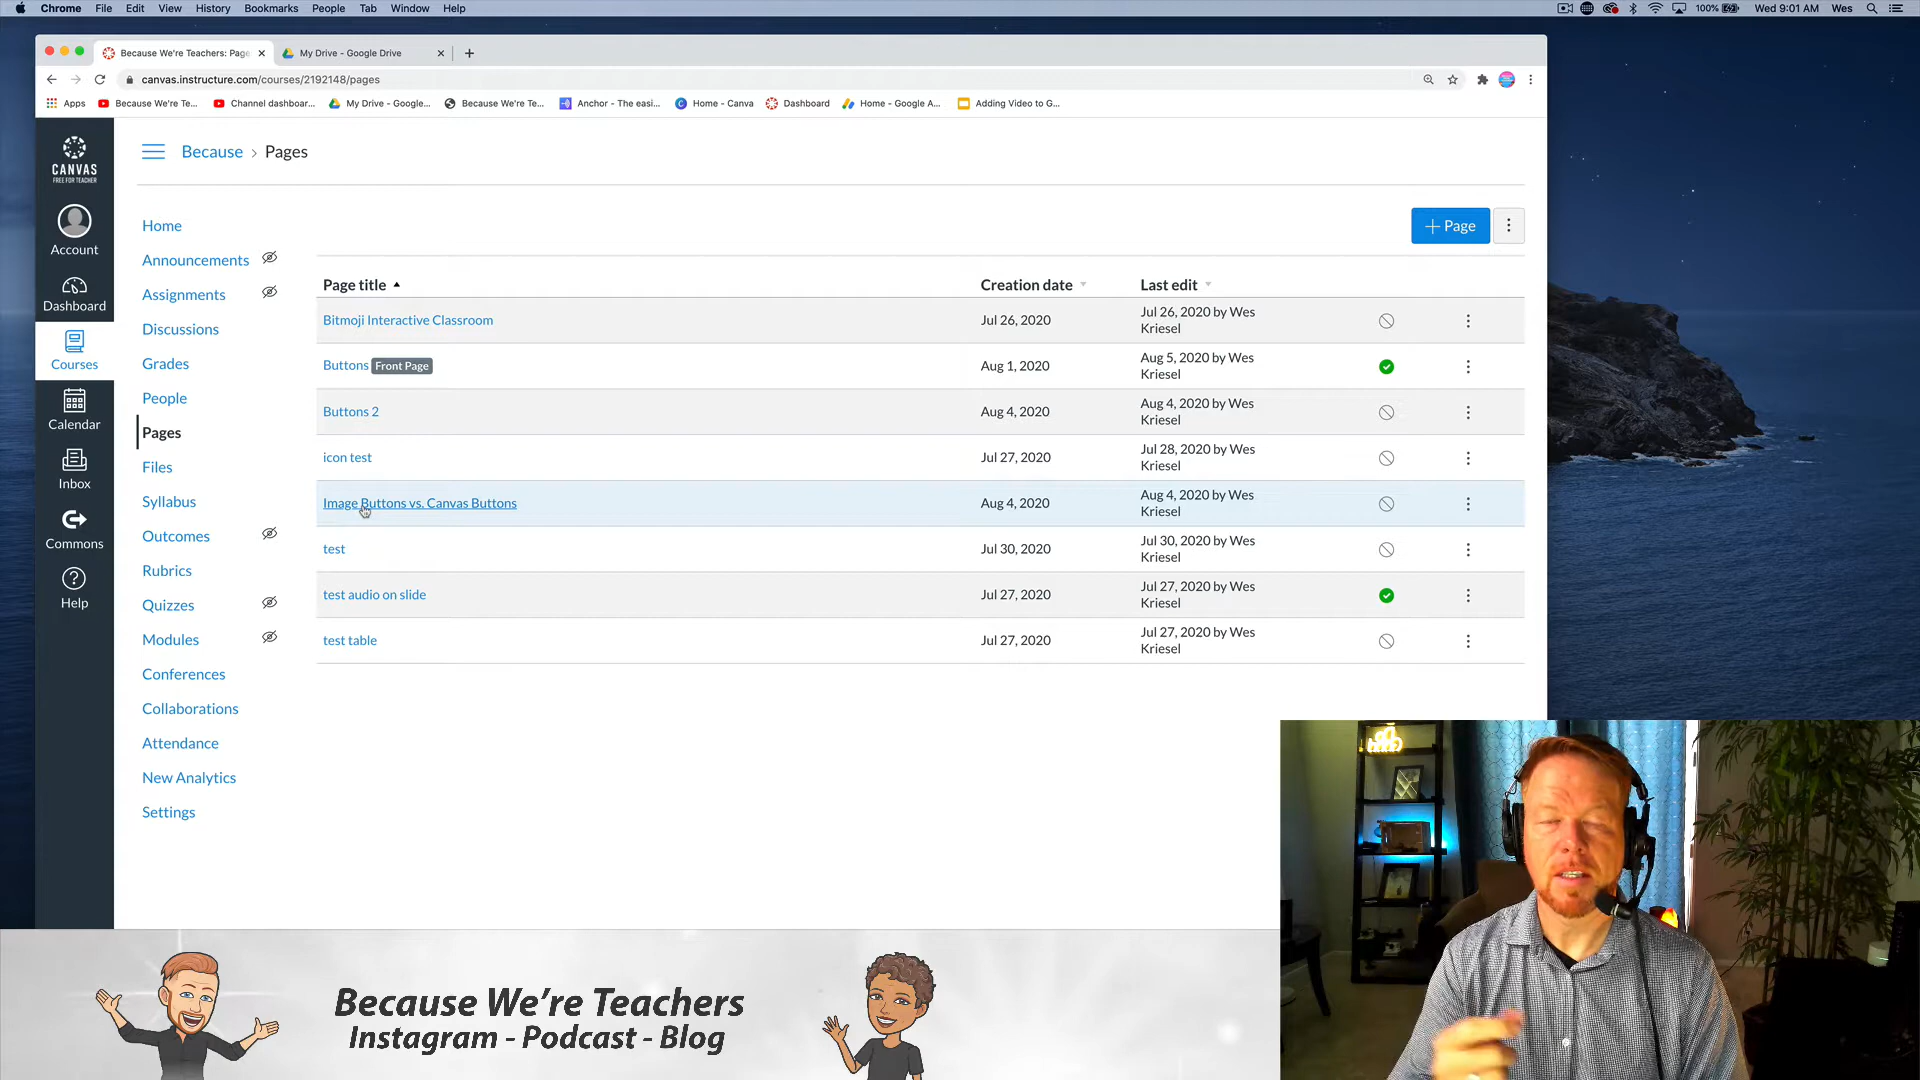 Chrome File Edit View History Bookmarks People Tab Window Help 100% Wed 9:01 AM Wes
Because We're Teachers: Page My Drive - Google Drive
canvas.instructure.com/courses/2192148/pages
Apps Because We're Te... Channel dashboar... My Drive - Google... Because We're Te... Anchor - The easi... Home - Canva Dashboard Home - Google A... Adding Video to G...
CANVAS
FREE FOR TEACHER
Account
Dashboard
Courses
Calendar
Inbox
Commons
Help
Because > Pages
Home
Announcements
Assignments
Discussions
Grades
People
Pages
Files
Syllabus
Outcomes
Rubrics
Quizzes
Modules
Conferences
Collaborations
Attendance
New Analytics
Settings
+ Page
Page title Creation date Last edit
Bitmoji Interactive Classroom Jul 26, 2020 Jul 26, 2020 by Wes
Kriesel
Buttons Front Page Aug 1, 2020 Aug 5, 2020 by Wes
Kriesel
Buttons 2 Aug 4, 2020 Aug 4, 2020 by Wes
Kriesel
icon test Jul 27, 2020 Jul 28, 2020 by Wes
Kriesel
Image Buttons vs. Canvas Buttons Aug 4, 2020 Aug 4, 2020 by Wes
Kriesel
test Jul 30, 2020 Jul 30, 2020 by Wes
Kriesel
test audio on slide Jul 27, 2020 Jul 27, 2020 by Wes
Kriesel
test table Jul 27, 2020 Jul 27, 2020 by Wes
Kriesel
Because We're Teachers
Instagram - Podcast - Blog